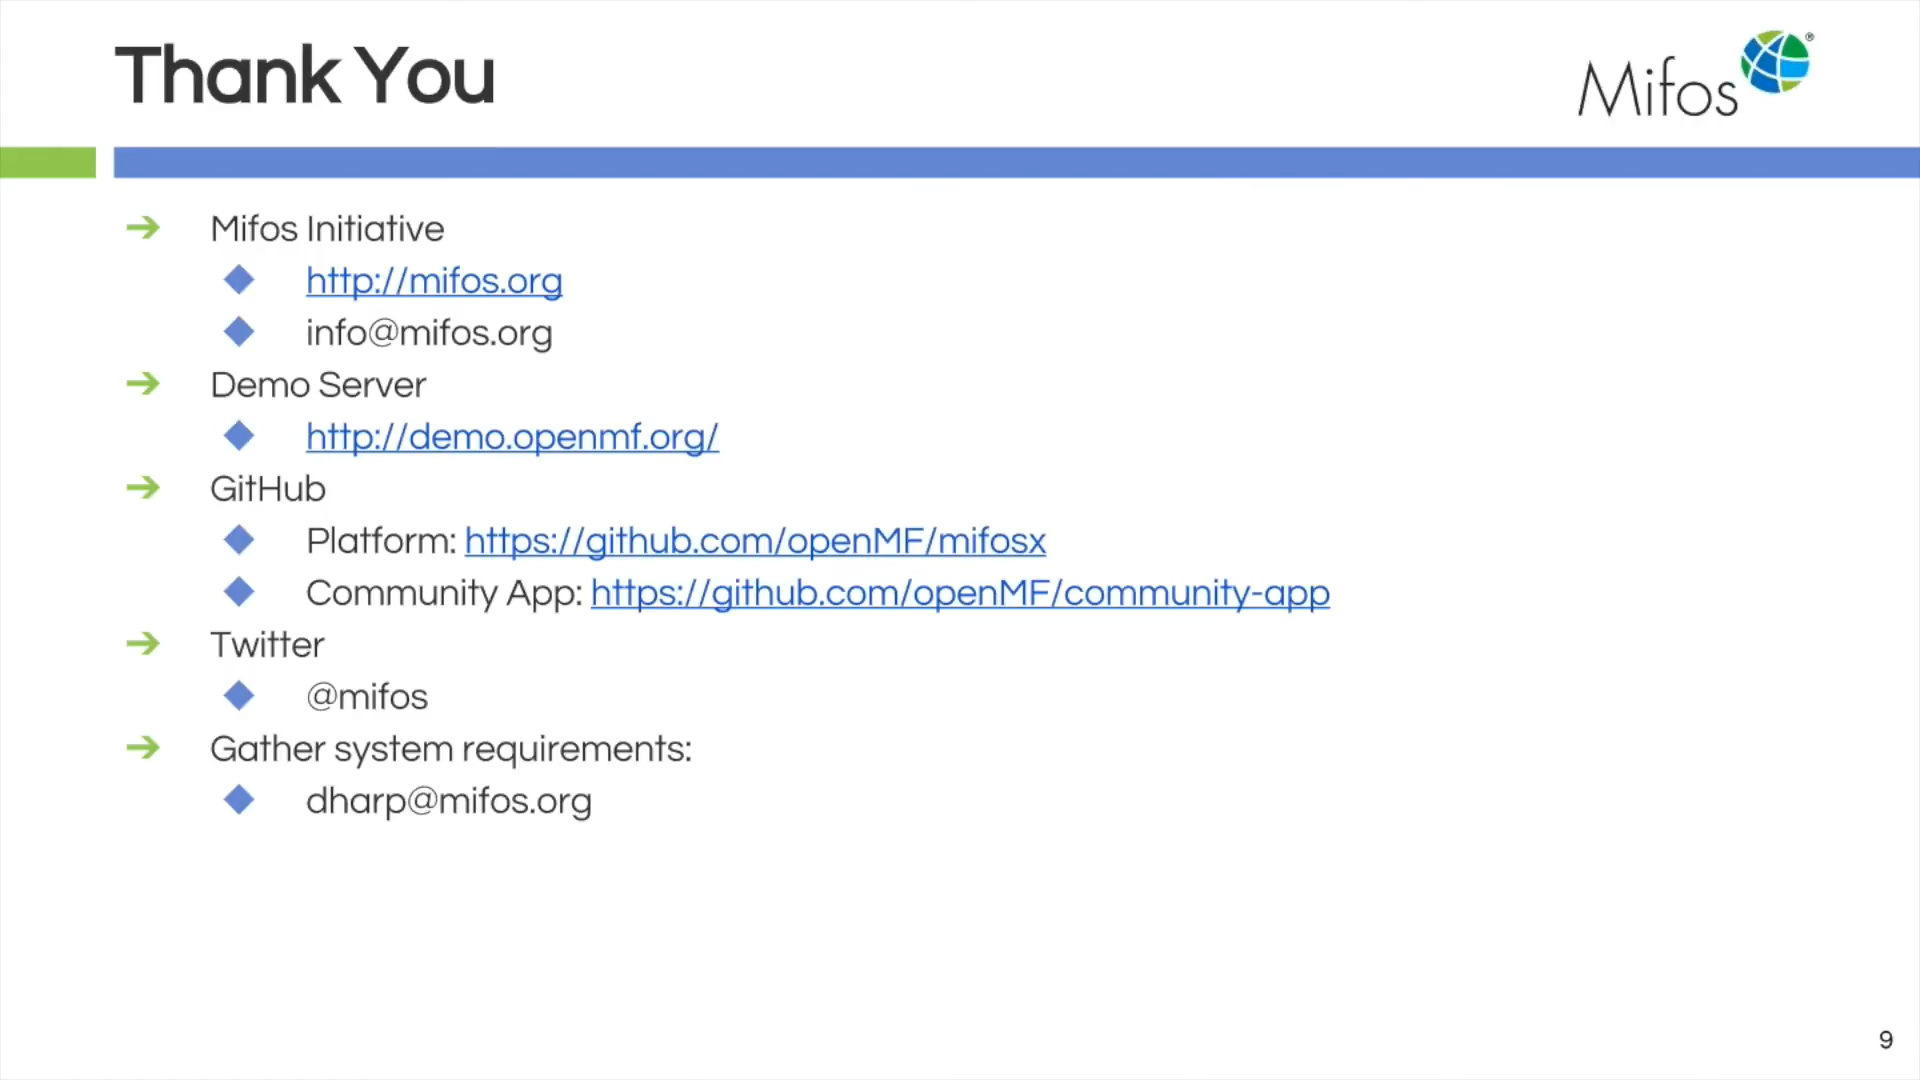 Thank You
Mifos®
Mifos Initiative
http://mifos.org
info@mifos.org
Demo Server
http://demo.openmf.org/
GitHub
Platform: https://github.com/openMF/mifosx
Community App: https://github.com/openMF/community-app
Twitter
@mifos
Gather system requirements:
dharp@mifos.org
9